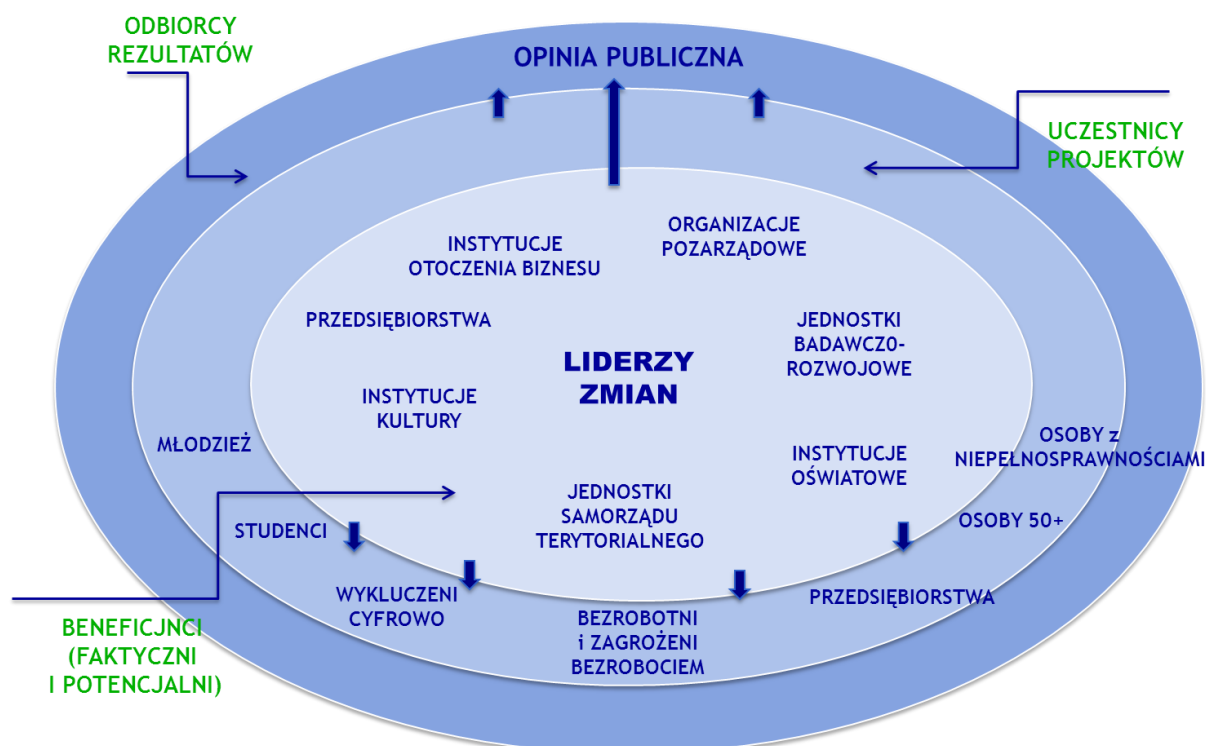 ODBIORCY
REZULTATÓW
OPINIA PUBLICZNA
UCZESTNICY
PROJEKTÓW
ORGANIZACJE
POZARZĄDOWE
INSTYTUCJE
OTOCZENIA BIZNESU
PRZEDSIĘBIORSTWA
JEDNOSTKI
BADAWCZ0-
ROZWOJOWE
LIDERZY
ZMIAN
INSTYTUCJE
KULTURY
MŁODZIEŻ
OSOBY z
NIEPEŁNOSPRAWNOŚCIAMI
INSTYTUCJE
OŚWIATOWE
JEDNOSTKI
SAMORZĄDU
TERYTORIALNEGO
STUDENCI
OSOBY 50+
WYKLUCZENI
CYFROWO
PRZEDSIĘBIORSTWA
BEZROBOTNI
i ZAGROŻENI
BEZROBOCIEM
BENEFICJNCI
(FAKTYCZNI
I POTENCJALNI)